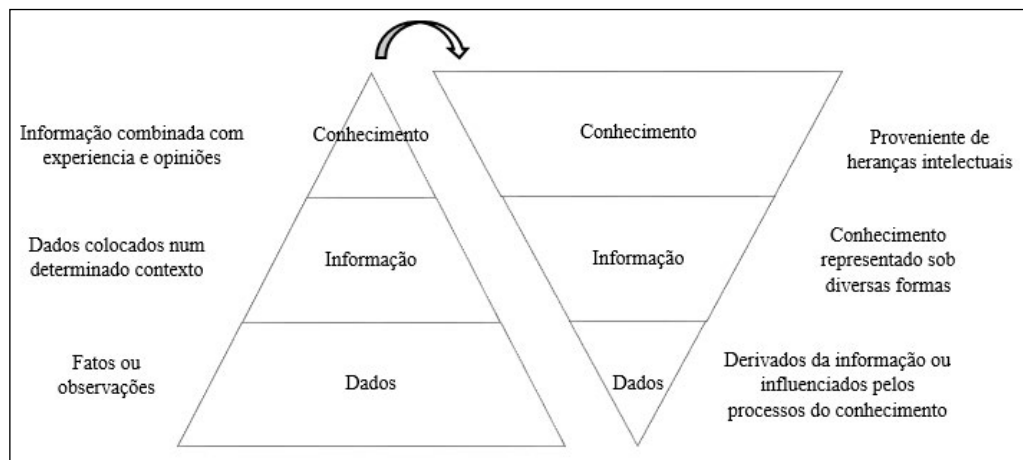 Informação combinada com
experiencia e opiniões
Conhecimento
Conhecimento
Proveniente de
heranças intelectuais
Dados colocados num
determinado contexto
Informação
Informação
Conhecimento
representado sob
diversas formas
Fatos ou
observações
Dados
Dados
Derivados da informação ou
influenciados pelos
processos do conhecimento